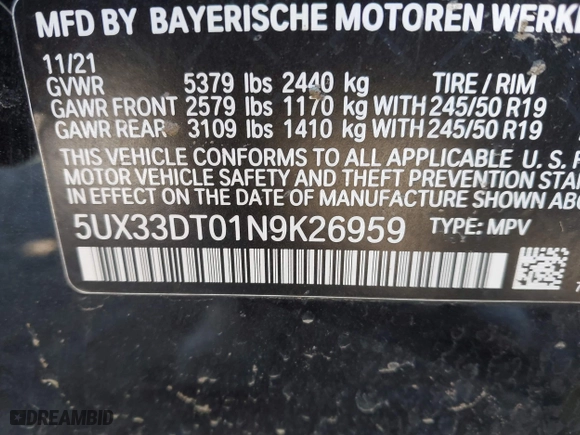 MFD BY BAYERISCHE MOTOREN
11/21
GVWR 5379 lbs 2440 kg TIRE / RIM
GAWR FRONT 2579 lbs 1170 kg WITH 245/50 R19
GAWR REAR 3109 lbs 1410 kg WITH 245/50 R19
THIS VEHICLE CONFORMS TO ALL APPLICABLE U. S. F
MOTOR VEHICLE SAFETY AND THEFT PREVENTION STA
IN EFFECT ON THE DATE OF MANUFACTURE SHOWN ABO
5UX33DT01N9K26959 TYPE: MPV
DREAMBID